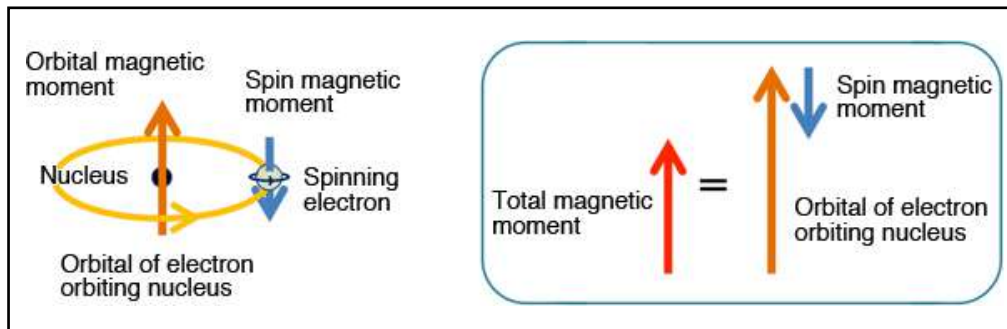 Orbital magnetic
moment
Spin magnetic
moment
Nucleus
Spinning
electron
Orbital of electron
orbiting nucleus
Total magnetic
moment
=
Spin magnetic
moment
Orbital of electron
orbiting nucleus